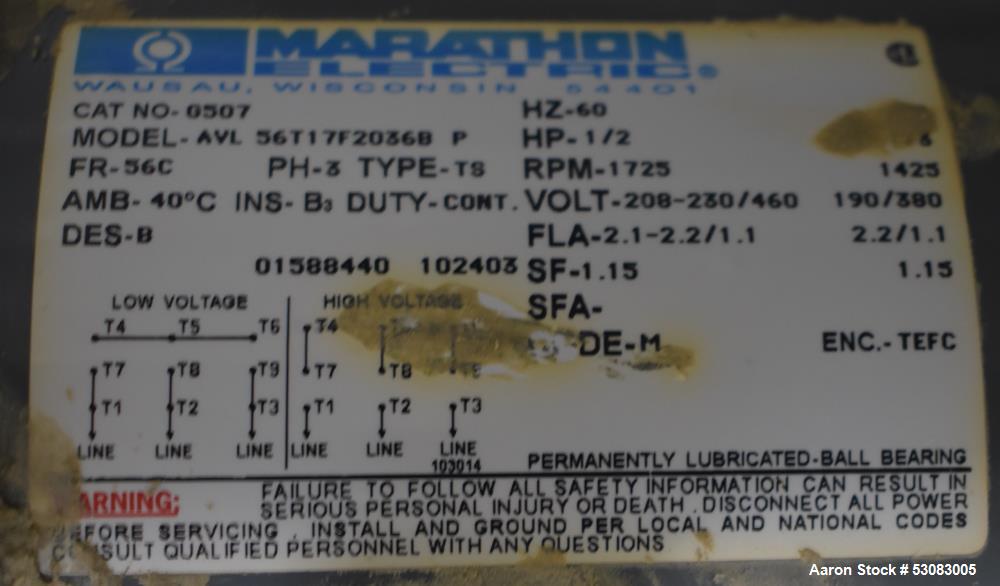 MARATHON
ELECTRIC®
WAUSAU, WISCONSIN 54401
CAT NO- 0507 HZ-60
MODEL- AVL 56T17F2036B P HP-1/2
FR-56C PH-3 TYPE-TS RPM-1725 1425
AMB- 40°C INS- B3 DUTY-CONT. VOLT-208-230/460 190/380
DES-B FLA-2.1-2.2/1.1 2.2/1.1
01588440 102403 SF-1.15 1.15
SFA-
DE-M ENC.-TEFC
LOW VOLTAGE HIGH VOLTAGE
T4 T5 T6 T4
T7 T8 T9 T7 T8
T1 T2 T3 T1 T2 T3
LINE LINE LINE LINE LINE LINE
103014
PERMANENTLY LUBRICATED-BALL BEARING
WARNING: FAILURE TO FOLLOW ALL SAFETY INFORMATION CAN RESULT IN
SERIOUS PERSONAL INJURY OR DEATH. DISCONNECT ALL POWER
BEFORE SERVICING. INSTALL AND GROUND PER LOCAL AND NATIONAL CODES
CONSULT QUALIFIED PERSONNEL WITH ANY QUESTIONS
Aaron Stock # 53083005